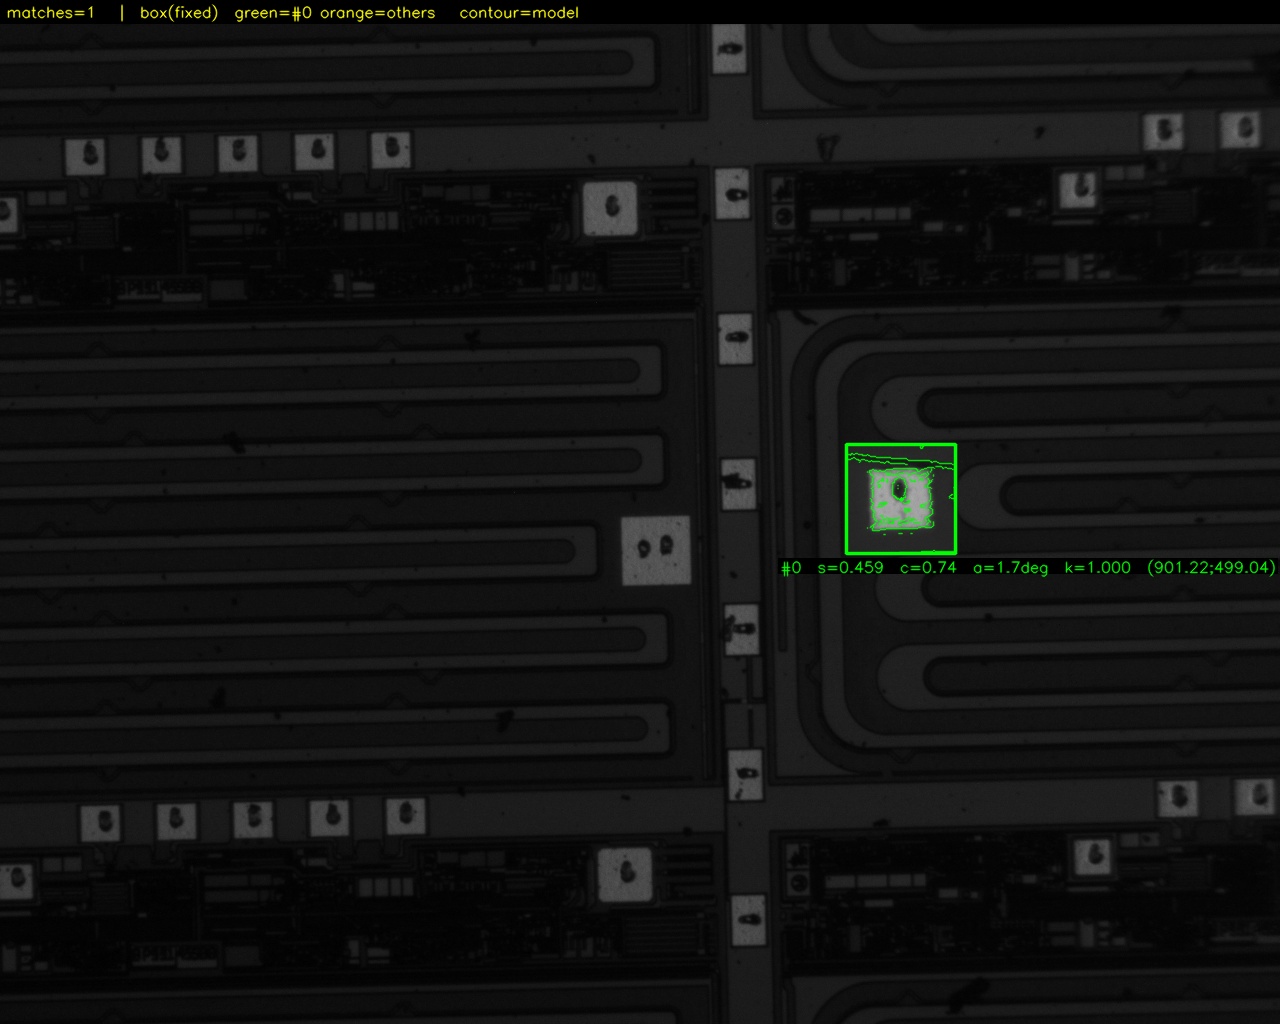 matches=1   | box(fixed)  green=#0 orange=others   contour=model
#0  s=0.459  c=0.74  a=1.7deg  k=1.000  (901.22;499.04)